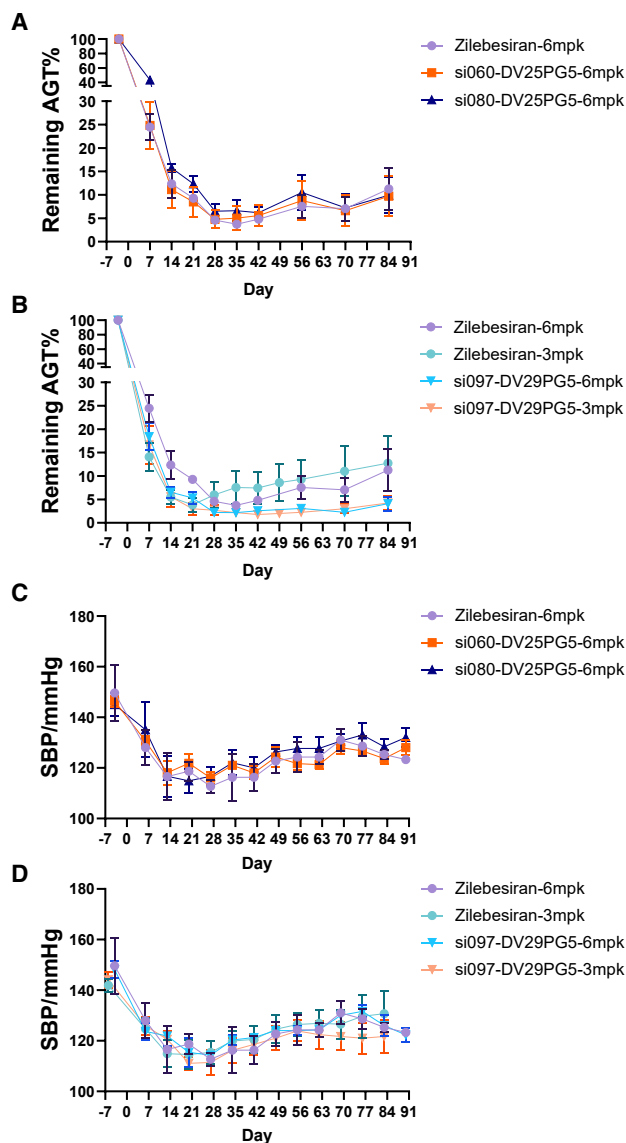 A
Remaining AGT%
100
80
60
40
30
25
20
15
10
5
0
-7 0 7 14 21 28 35 42 49 56 63 70 77 84 91
Day
Zilebesiran-6mpk
si060-DV25PG5-6mpk
si080-DV25PG5-6mpk
B
Remaining AGT%
100
80
60
40
30
25
20
15
10
5
0
-7 0 7 14 21 28 35 42 49 56 63 70 77 84 91
Day
Zilebesiran-6mpk
Zilebesiran-3mpk
si097-DV29PG5-6mpk
si097-DV29PG5-3mpk
C
SBP/mmHg
180
160
140
120
100
-7 0 7 14 21 28 35 42 49 56 63 70 77 84 91
Day
Zilebesiran-6mpk
si060-DV25PG5-6mpk
si080-DV25PG5-6mpk
D
SBP/mmHg
180
160
140
120
100
-7 0 7 14 21 28 35 42 49 56 63 70 77 84 91
Day
Zilebesiran-6mpk
Zilebesiran-3mpk
si097-DV29PG5-6mpk
si097-DV29PG5-3mpk